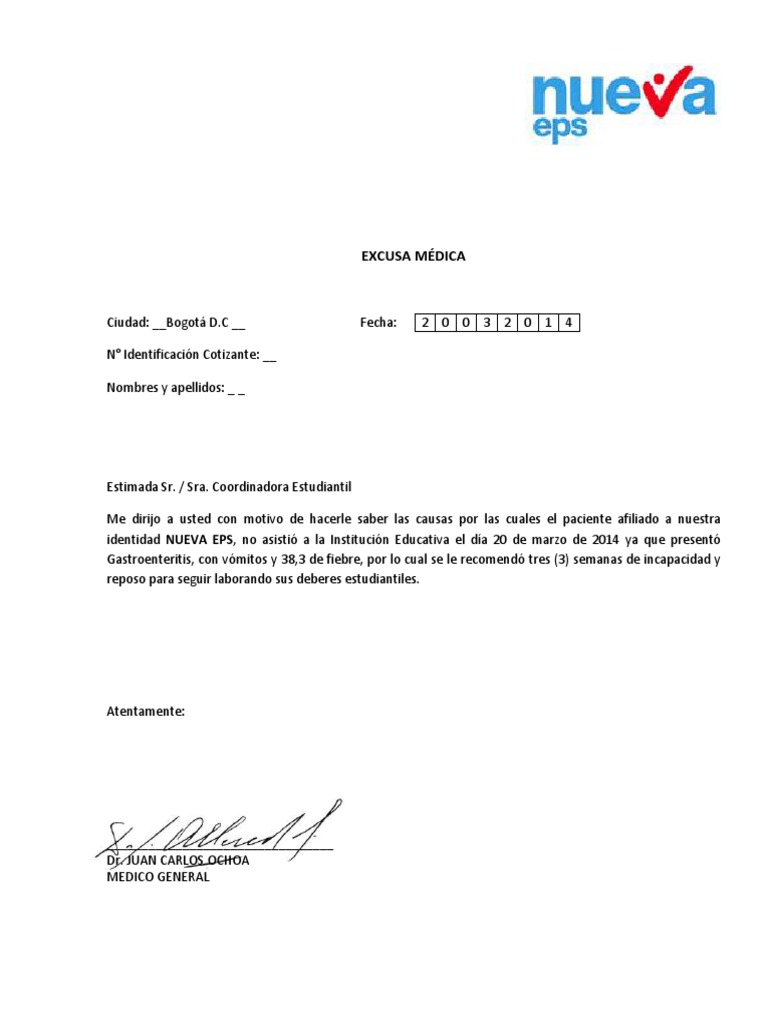 nueva
eps
EXCUSA MÉDICA
Ciudad: __Bogotá D.C __ Fecha: 2 0 0 3 2 0 1 4
N° Identificación Cotizante: __
Nombres y apellidos: _ _
Estimada Sr. / Sra. Coordinadora Estudiantil
Me dirijo a usted con motivo de hacerle saber las causas por las cuales el paciente afiliado a nuestra
identidad NUEVA EPS, no asistió a la Institución Educativa el día 20 de marzo de 2014 ya que presentó
Gastroenteritis, con vómitos y 38,3 de fiebre, por lo cual se le recomendó tres (3) semanas de incapacidad y
reposo para seguir laborando sus deberes estudiantiles.
Atentamente:
Dr. JUAN CARLOS OCHOA
MEDICO GENERAL